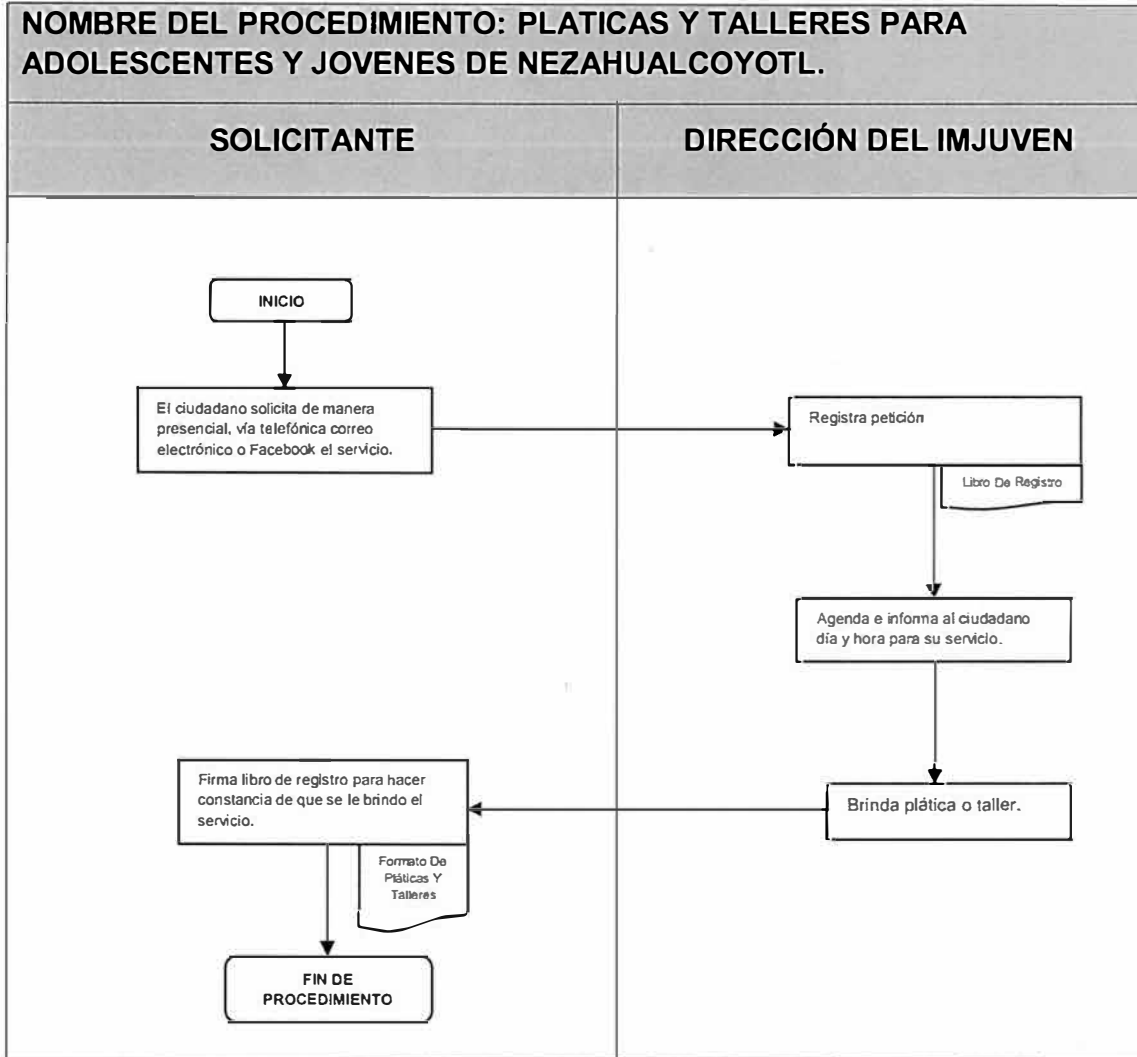 NOMBRE DEL PROCEDIMIENTO: PLATICAS Y TALLERES PARA
ADOLESCENTES Y JOVENES DE NEZAHUALCOYOTL.
SOLICITANTE
DIRECCIÓN DEL IMJUVEN
INICIO
El ciudadano solicita de manera
presencial, vía telefónica correo
electrónico o Facebook el servicio.
Registra petición
Libro De Registro
Agenda e informa al ciudadano
día y hora para su servicio.
Brinda plática o taller.
Firma libro de registro para hacer
constancia de que se le brindo el
servicio.
Formato De
Pláticas Y
Talleres
FIN DE
PROCEDIMIENTO